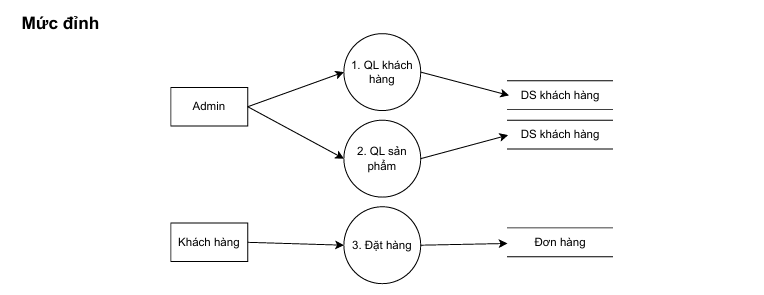 Mức đỉnh
1. QL khách
hàng
DS khách hàng
Admin
DS khách hàng
2. QL sản
phẩm
Khách hàng
3. Đặt hàng
Đơn hàng